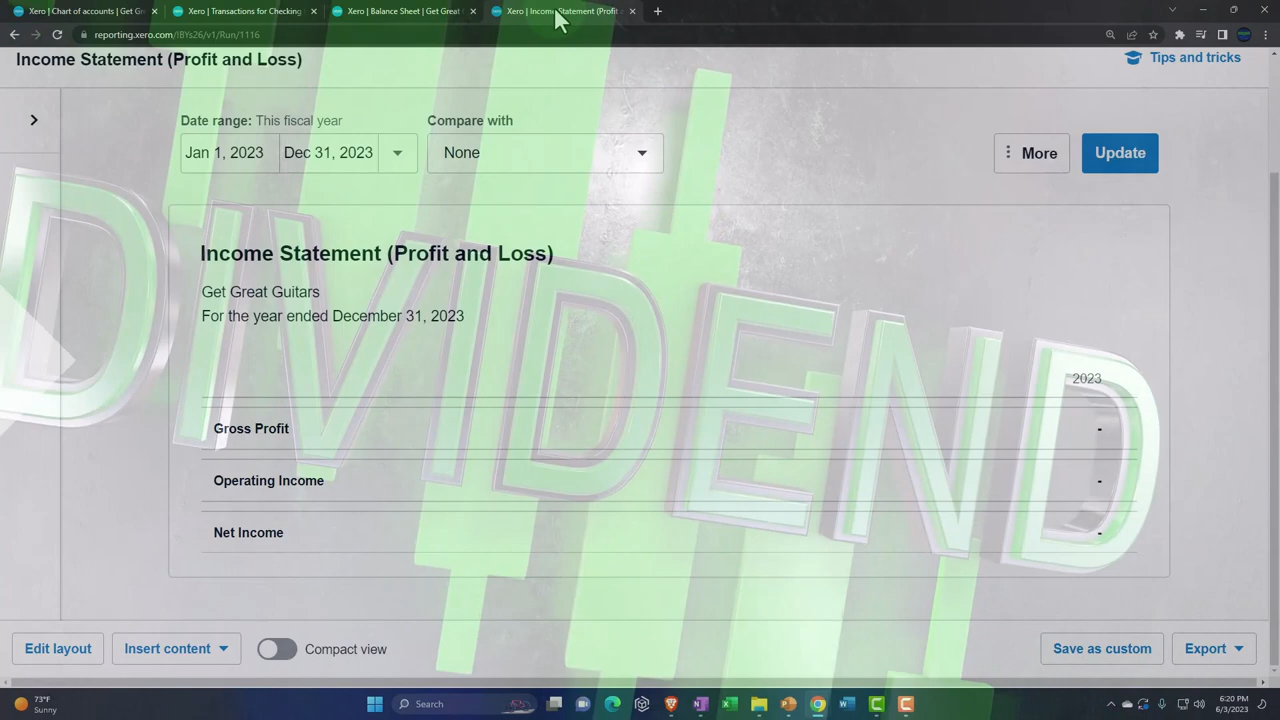 Xero | Chart of accounts | Get Gr
Xero | Transactions for Checking
Xero | Balance Sheet | Get Great
Xero | Income Statement (Profit a
reporting.xero.com/!BYs26/v1/Run/1116
Income Statement (Profit and Loss)
Tips and tricks
Date range: This fiscal year
Compare with
Jan 1, 2023
Dec 31, 2023
None
More
Update
DIVIDEND
Income Statement (Profit and Loss)
Get Great Guitars
For the year ended December 31, 2023
2023
Gross Profit -
Operating Income -
Net Income -
Edit layout
Insert content
Compact view
Save as custom
Export
73°F
Sunny
Search
6:20 PM
6/3/2023